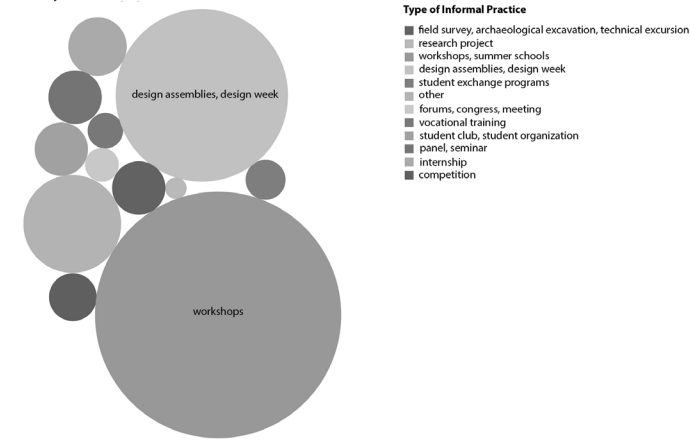 Type of Informal Practice
field survey, archaeological excavation, technical excursion
research project
workshops, summer schools
design assemblies, design week
student exchange programs
other
forums, congress, meeting
vocational training
student club, student organization
panel, seminar
internship
competition
design assemblies, design week
workshops